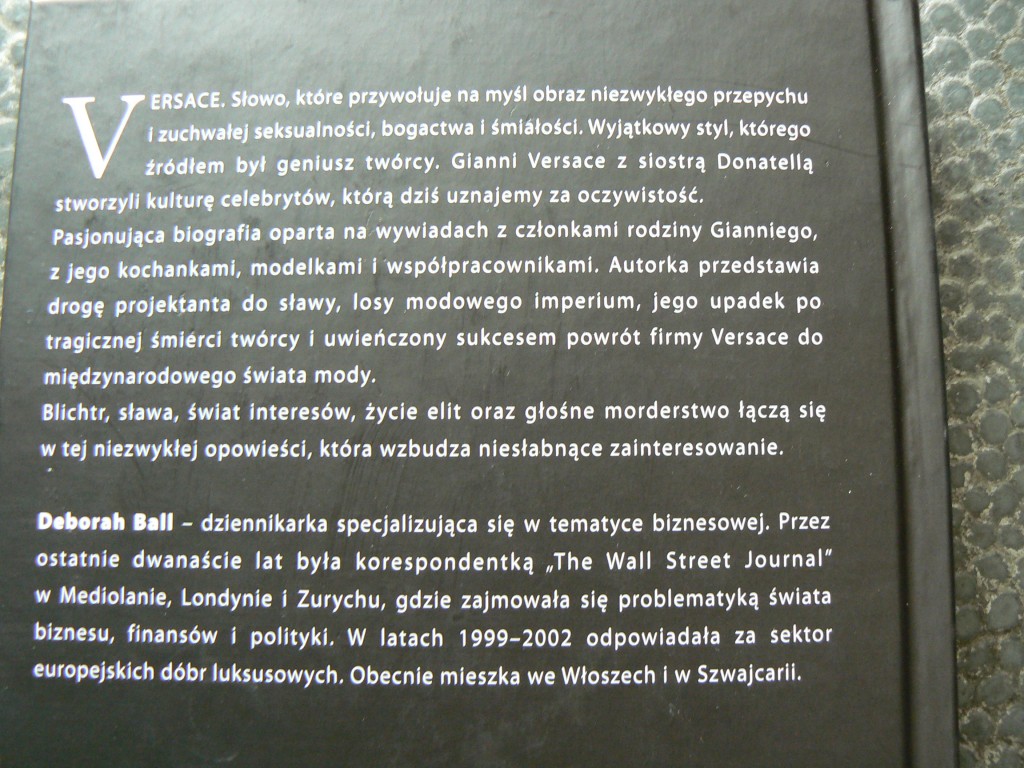 VERSACE. Słowo, które przywołuje na myśl obraz niezwykłego przepychu
i zuchwałej seksualności, bogactwa i śmiałości. Wyjątkowy styl, którego
źródłem był geniusz twórcy. Gianni Versace z siostrą Donatellą
stworzyli kulturę celebrytów, którą dziś uznajemy za oczywistość.
Pasjonująca biografia oparta na wywiadach z członkami rodziny Gianniego,
z jego kochankami, modelkami i współpracownikami. Autorka przedstawia
drogę projektanta do sławy, losy modowego imperium, jego upadek po
tragicznej śmierci twórcy i uwieńczony sukcesem powrót firmy Versace do
międzynarodowego świata mody.
Blichtr, sława, świat interesów, życie elit oraz głośne morderstwo łączą się
w tej niezwykłej opowieści, która wzbudza niesłabnące zainteresowanie.
Deborah Ball – dziennikarka specjalizująca się w tematyce biznesowej. Przez
ostatnie dwanaście lat była korespondentką „The Wall Street Journal”
w Mediolanie, Londynie i Zurychu, gdzie zajmowała się problematyką świata
biznesu, finansów i polityki. W latach 1999–2002 odpowiadała za sektor
europejskich dóbr luksusowych. Obecnie mieszka we Włoszech i w Szwajcarii.